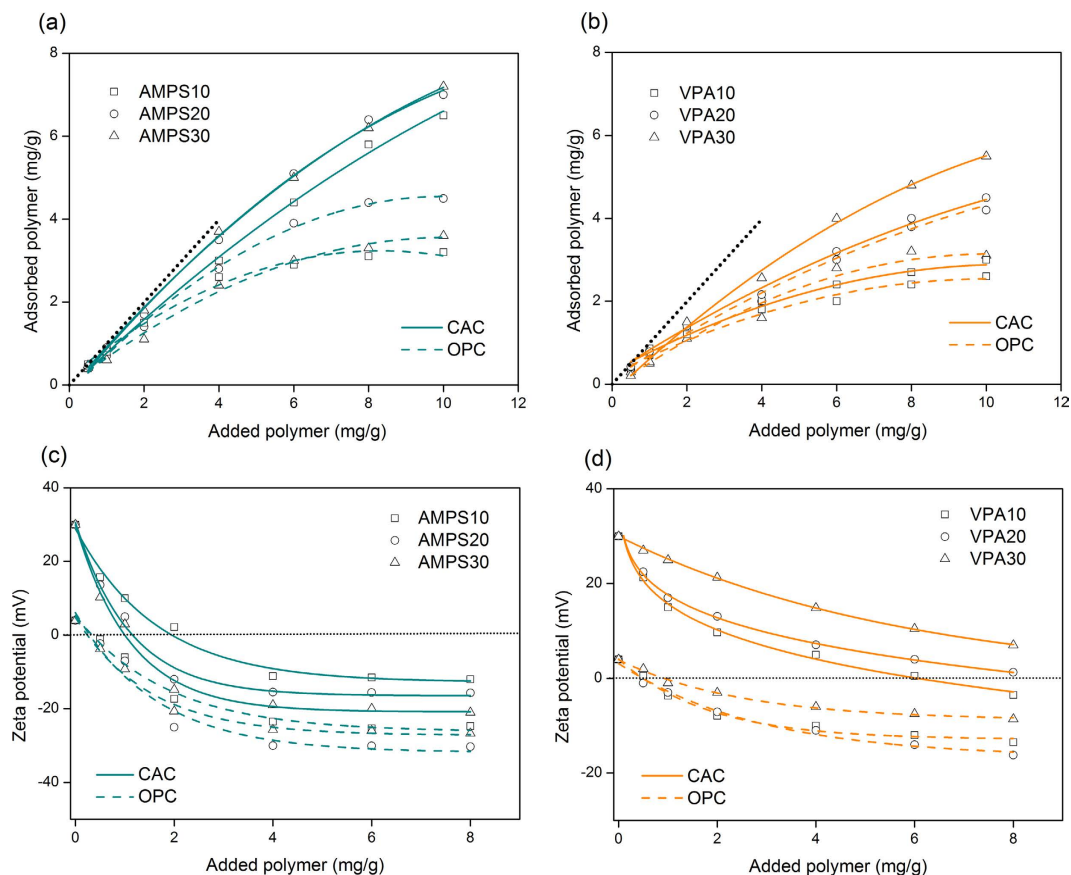 (a)
8
6
4
2
0
0
2
4
6
8
10
12
Adsorbed polymer (mg/g)
Added polymer (mg/g)
AMPS10
AMPS20
AMPS30
CAC
OPC
(b)
8
6
4
2
0
0
2
4
6
8
10
12
Adsorbed polymer (mg/g)
Added polymer (mg/g)
VPA10
VPA20
VPA30
CAC
OPC
(c)
40
20
0
-20
-40
0
2
4
6
8
Zeta potential (mV)
Added polymer (mg/g)
AMPS10
AMPS20
AMPS30
CAC
OPC
(d)
40
20
0
-20
0
2
4
6
8
Zeta potential (mV)
Added polymer (mg/g)
VPA10
VPA20
VPA30
CAC
OPC